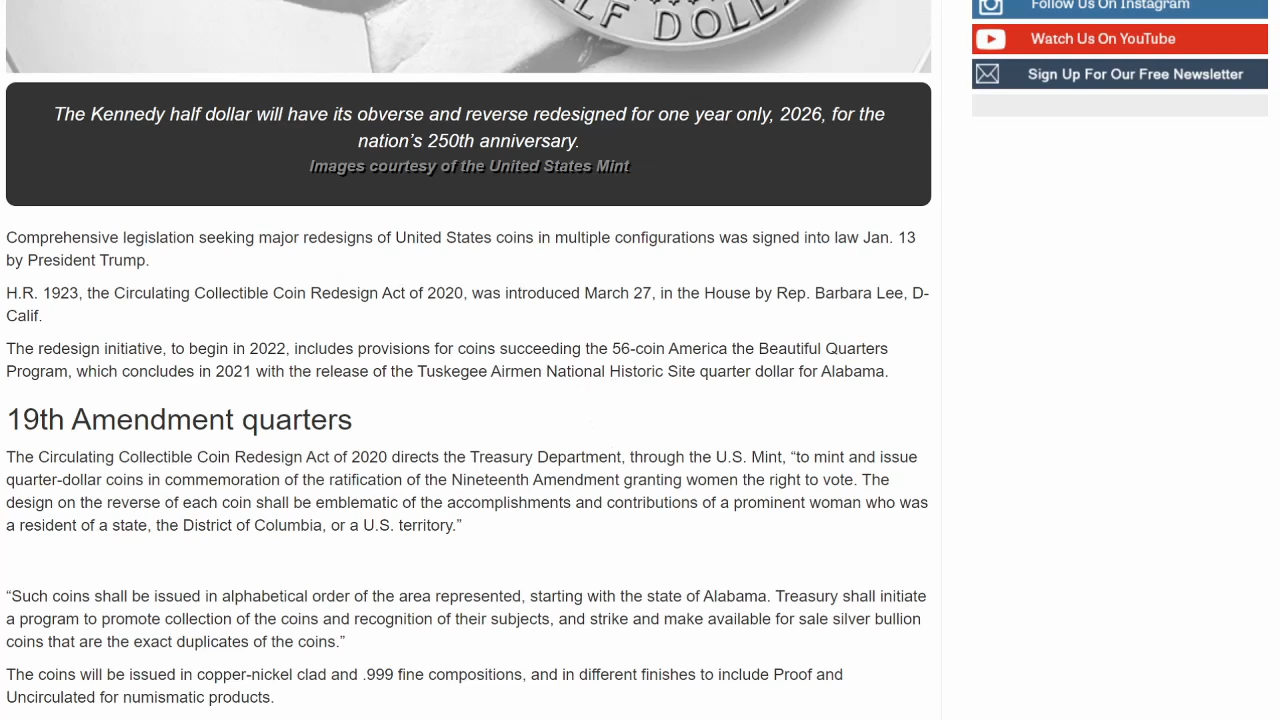 HALF DOLLAR
Follow Us On Instagram
Watch Us On YouTube
Sign Up For Our Free Newsletter
The Kennedy half dollar will have its obverse and reverse redesigned for one year only, 2026, for the
nation’s 250th anniversary.
Images courtesy of the United States Mint
Comprehensive legislation seeking major redesigns of United States coins in multiple configurations was signed into law Jan. 13
by President Trump.
H.R. 1923, the Circulating Collectible Coin Redesign Act of 2020, was introduced March 27, in the House by Rep. Barbara Lee, D-
Calif.
The redesign initiative, to begin in 2022, includes provisions for coins succeeding the 56-coin America the Beautiful Quarters
Program, which concludes in 2021 with the release of the Tuskegee Airmen National Historic Site quarter dollar for Alabama.
19th Amendment quarters
The Circulating Collectible Coin Redesign Act of 2020 directs the Treasury Department, through the U.S. Mint, “to mint and issue
quarter-dollar coins in commemoration of the ratification of the Nineteenth Amendment granting women the right to vote. The
design on the reverse of each coin shall be emblematic of the accomplishments and contributions of a prominent woman who was
a resident of a state, the District of Columbia, or a U.S. territory.”
“Such coins shall be issued in alphabetical order of the area represented, starting with the state of Alabama. Treasury shall initiate
a program to promote collection of the coins and recognition of their subjects, and strike and make available for sale silver bullion
coins that are the exact duplicates of the coins.”
The coins will be issued in copper-nickel clad and .999 fine compositions, and in different finishes to include Proof and
Uncirculated for numismatic products.